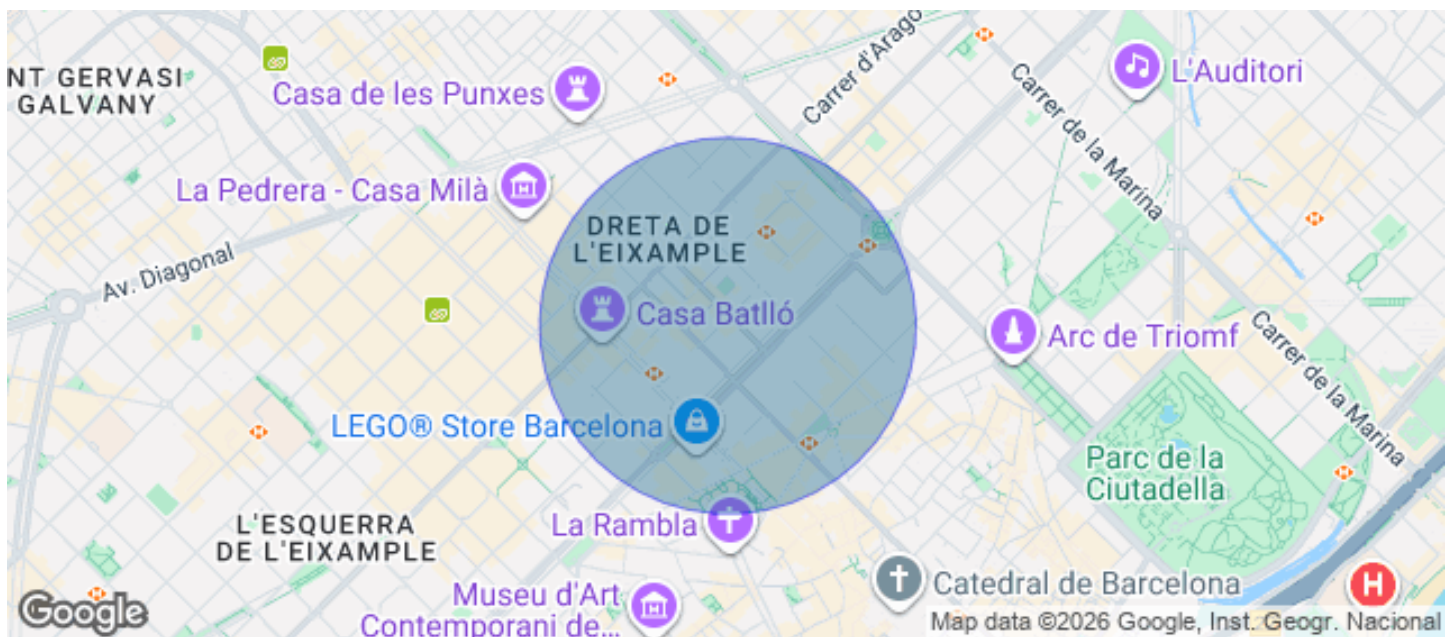 NT GERVASI
GALVANY
Casa de les Punxes
Carrer d'Arago
L'Auditori
Carrer de la Marina
La Pedrera - Casa Milà
DRETA DE
L'EIXAMPLE
Av. Diagonal
Casa Batlló
Arc de Triomf
Carrer de la Marina
LEGO® Store Barcelona
Parc de la
Ciutadella
L'ESQUERRA
DE L'EIXAMPLE
La Rambla
Catedral de Barcelona
H
Museu d'Art
Contemporani de...
Google
Map data ©2026 Google, Inst. Geogr. Nacional